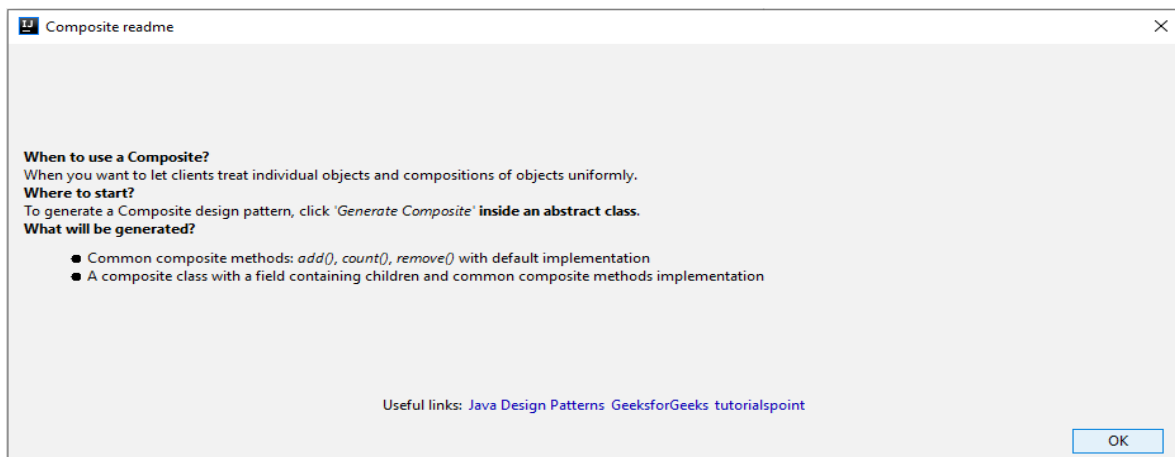 IJ Composite readme
When to use a Composite?
When you want to let clients treat individual objects and compositions of objects uniformly.
Where to start?
To generate a Composite design pattern, click 'Generate Composite' inside an abstract class.
What will be generated?
● Common composite methods: add(), count(), remove() with default implementation
● A composite class with a field containing children and common composite methods implementation
Useful links: Java Design Patterns GeeksforGeeks tutorialspoint
OK